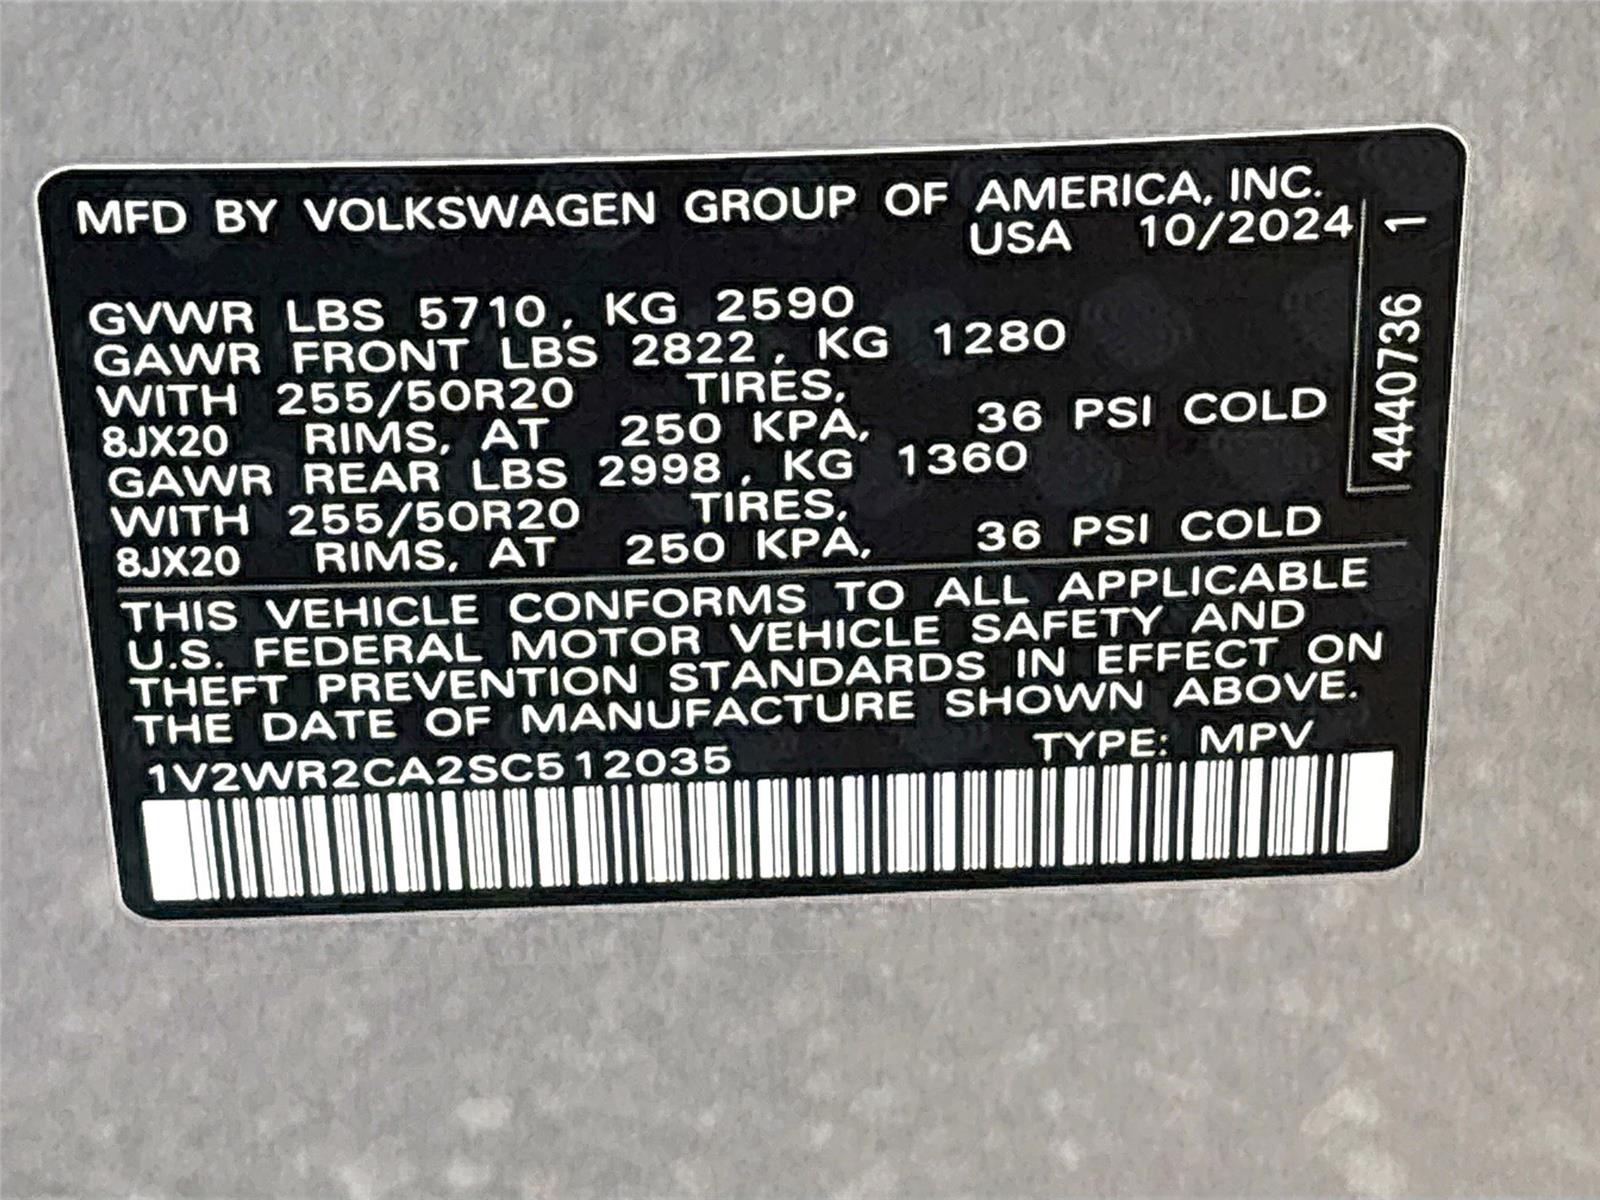 MFD BY VOLKSWAGEN GROUP OF AMERICA, INC.
USA 10/2024
GVWR LBS 5710, KG 2590
GAWR FRONT LBS 2822, KG 1280
WITH 255/50R20 TIRES,
8JX20 RIMS, AT 250 KPA, 36 PSI COLD
GAWR REAR LBS 2998, KG 1360
WITH 255/50R20 TIRES,
8JX20 RIMS, AT 250 KPA, 36 PSI COLD
THIS VEHICLE CONFORMS TO ALL APPLICABLE
U.S. FEDERAL MOTOR VEHICLE SAFETY AND
THEFT PREVENTION STANDARDS IN EFFECT ON
THE DATE OF MANUFACTURE SHOWN ABOVE.
1V2WR2CA2SC512035 TYPE: MPV
4440736 1